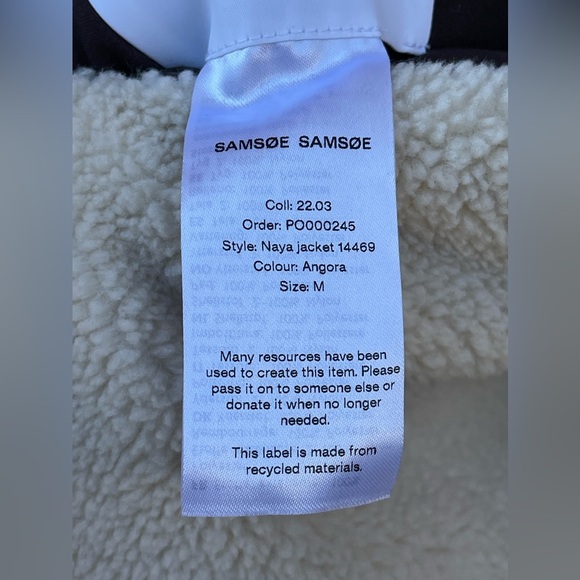 SAMSØE SAMSØE
Coll: 22.03
Order: PO000245
Style: Naya jacket 14469
Colour: Angora
Size: M
Many resources have been
used to create this item. Please
pass it on to someone else or
donate it when no longer
needed.
This label is made from
recycled materials.